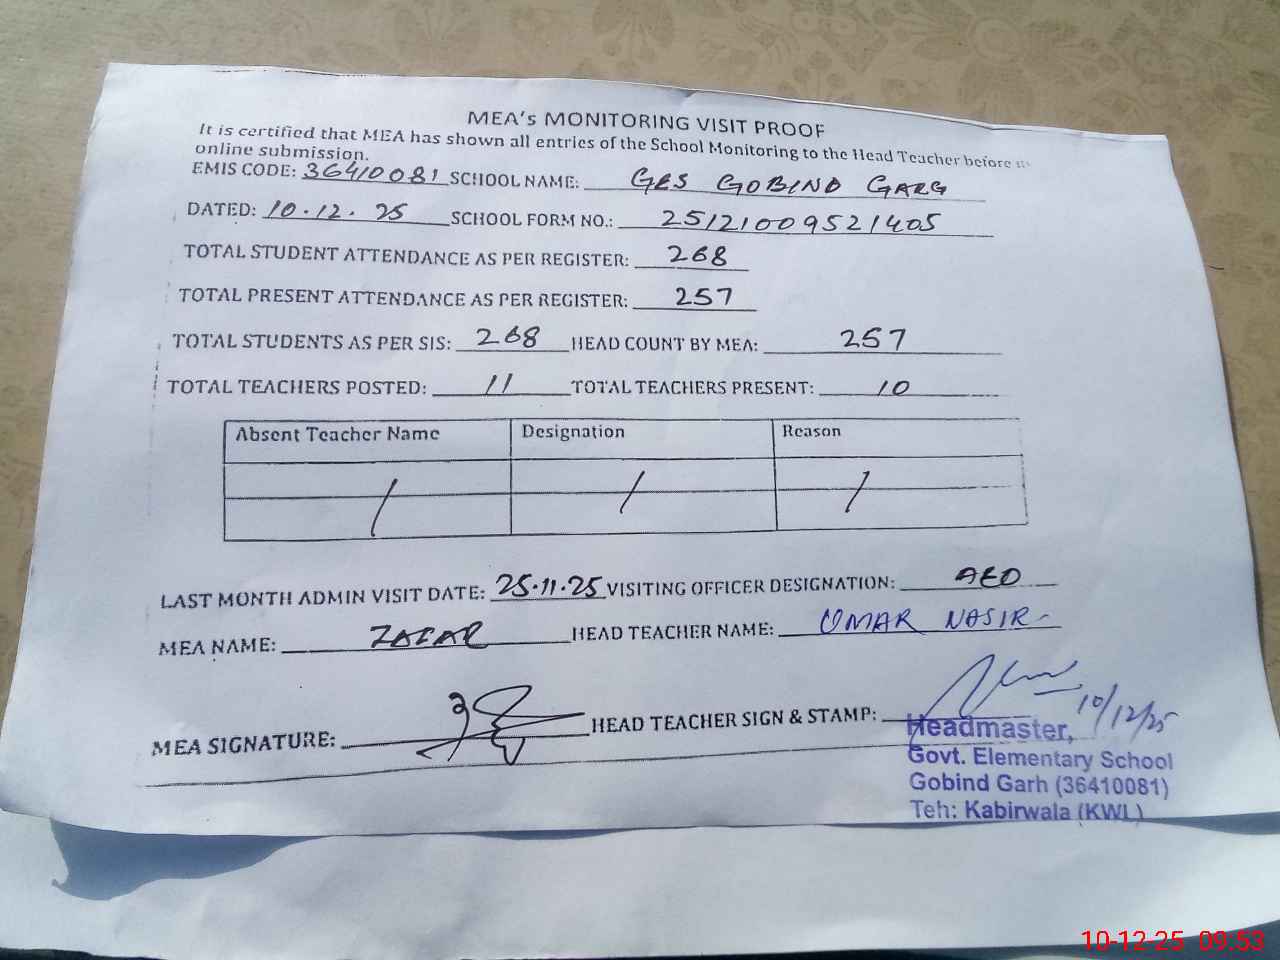 MEA's MONITORING VISIT PROOF
It is certified that MEA has shown all entries of the School Monitoring to the Head Teacher before
online submission.
EMIS CODE: 36410081 SCHOOL NAME: GES GOBIND GARG
DATED: 10.12.25 SCHOOL FORM NO.: 25121009521405
TOTAL STUDENT ATTENDANCE AS PER REGISTER: 268
TOTAL PRESENT ATTENDANCE AS PER REGISTER: 257
TOTAL STUDENTS AS PER SIS: 268 HEAD COUNT BY MEA: 257
TOTAL TEACHERS POSTED: 11 TOTAL TEACHERS PRESENT: 10
Absent Teacher Name Designation Reason
/ / /
LAST MONTH ADMIN VISIT DATE: 25.11.25 VISITING OFFICER DESIGNATION: AEO
MEA NAME: ZAFAR HEAD TEACHER NAME: UMAR NASIR
MEA SIGNATURE: HEAD TEACHER SIGN & STAMP: 10/12/25
Headmaster,
Govt. Elementary School
Gobind Garh (36410081)
Teh: Kabirwala (KWL)
10-12-25 09:53